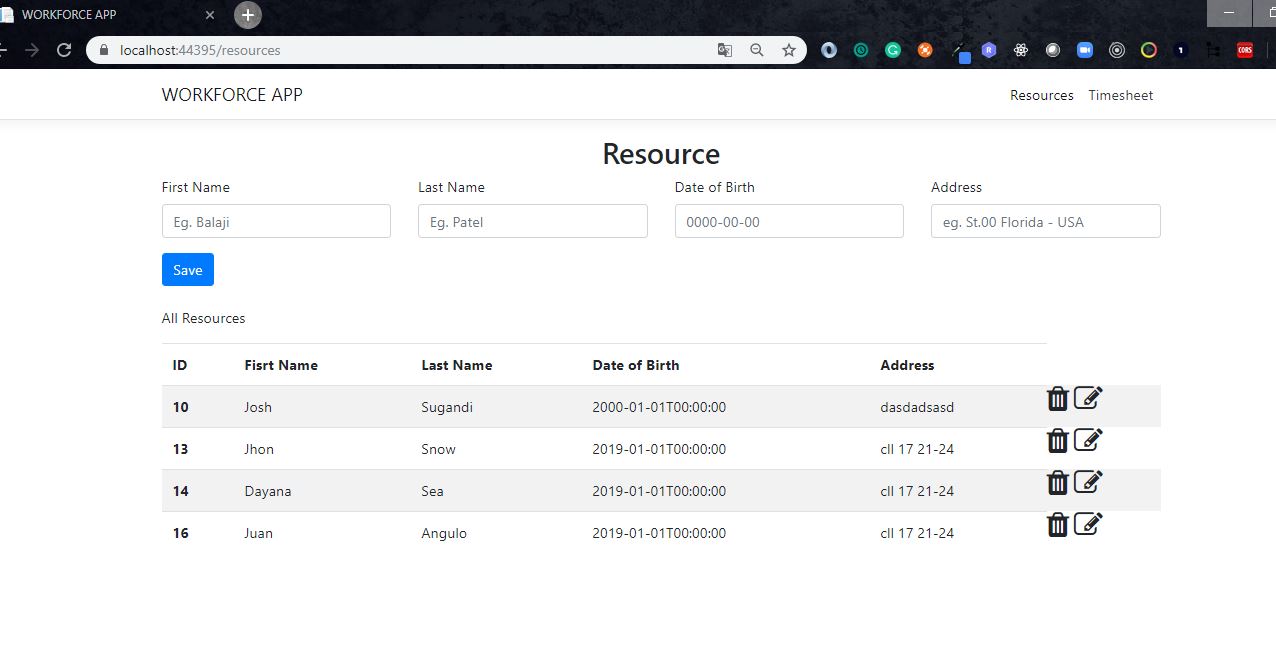 WORKFORCE APP
localhost:44395/resources
CORS
WORKFORCE APP Resources Timesheet
Resource
First Name Last Name Date of Birth Address
Eg. Balaji Eg. Patel 0000-00-00 eg. St.00 Florida - USA
Save
All Resources
ID Fisrt Name Last Name Date of Birth Address
10 Josh Sugandi 2000-01-01T00:00:00 dasdadsasd
13 Jhon Snow 2019-01-01T00:00:00 cll 17 21-24
14 Dayana Sea 2019-01-01T00:00:00 cll 17 21-24
16 Juan Angulo 2019-01-01T00:00:00 cll 17 21-24